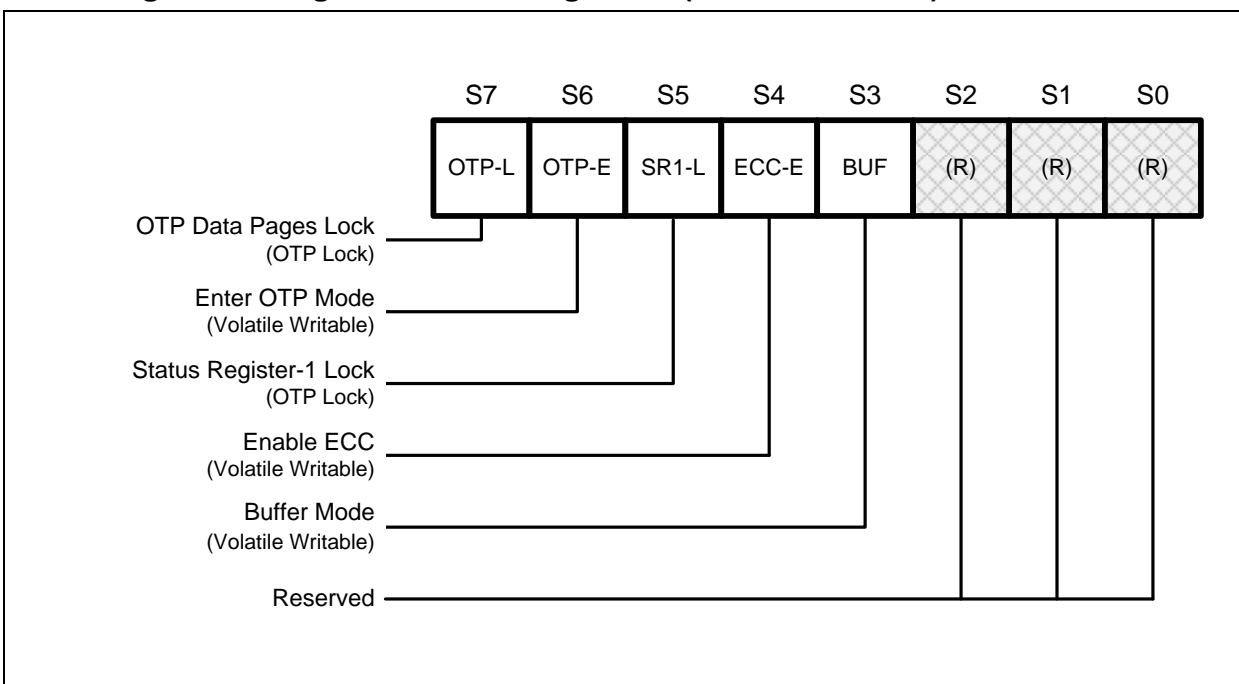 S7 S6 S5 S4 S3 S2 S1 S0
OTP-L OTP-E SR1-L ECC-E BUF (R) (R) (R)
OTP Data Pages Lock
(OTP Lock)
Enter OTP Mode
(Volatile Writable)
Status Register-1 Lock
(OTP Lock)
Enable ECC
(Volatile Writable)
Buffer Mode
(Volatile Writable)
Reserved